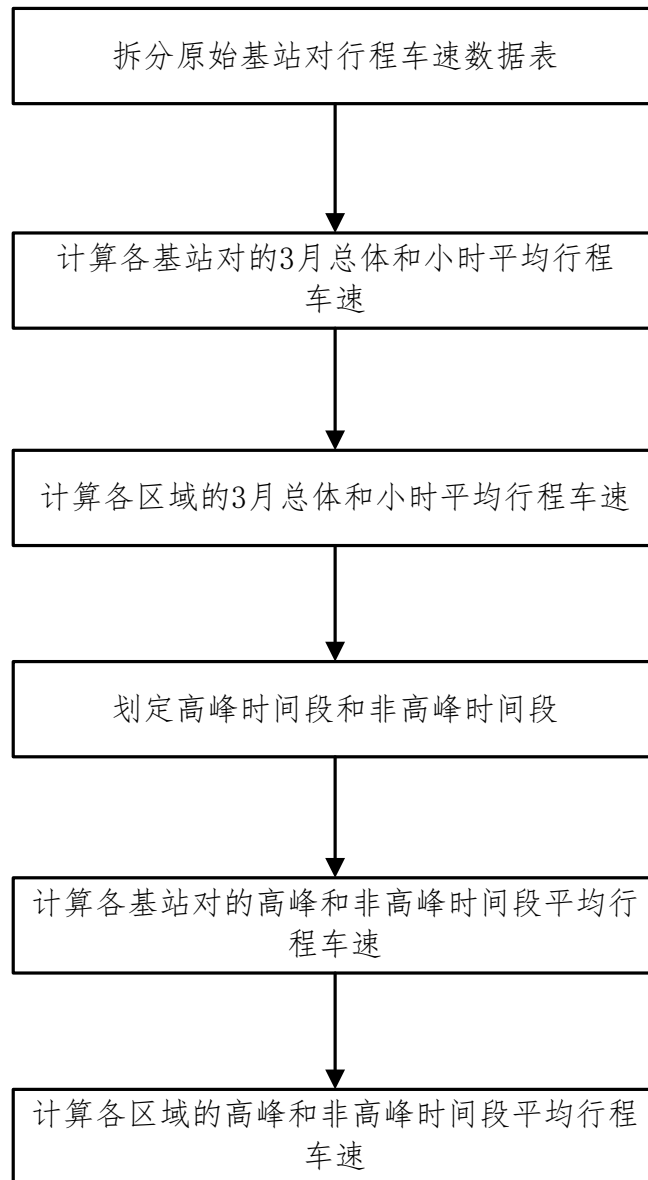 拆分原始基站对行程车速数据表
计算各基站对的3月总体和小时平均行程
车速
计算各区域的3月总体和小时平均行程车速
划定高峰时间段和非高峰时间段
计算各基站对的高峰和非高峰时间段平均行
程车速
计算各区域的高峰和非高峰时间段平均行程
车速